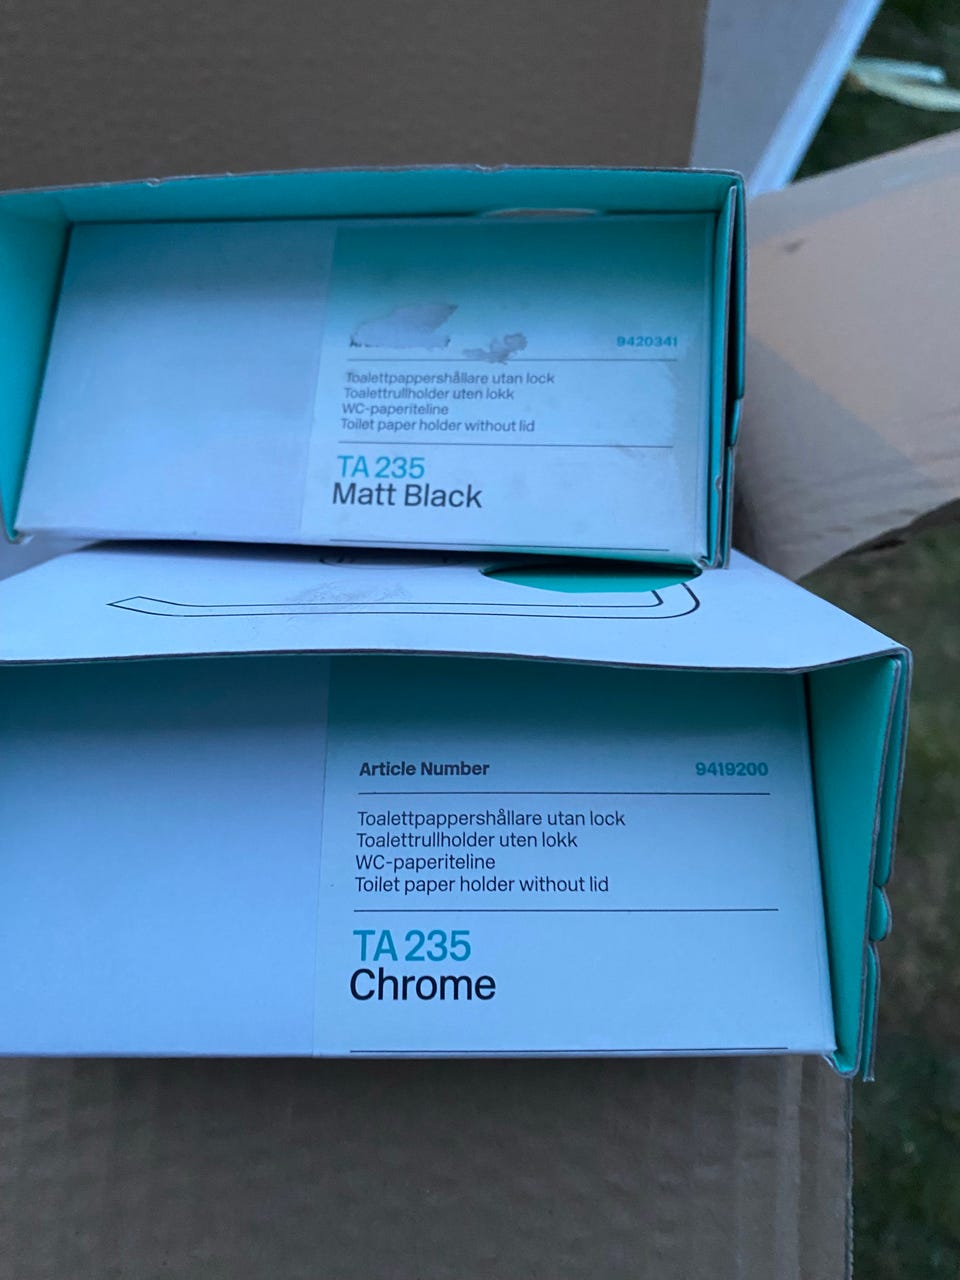 9420341
Toalettpappershållare utan lock
Toalettrullholder uten lokk
WC-paperiteline
Toilet paper holder without lid
TA 235
Matt Black
Article Number 9419200
Toalettpappershållare utan lock
Toalettrullholder uten lokk
WC-paperiteline
Toilet paper holder without lid
TA 235
Chrome